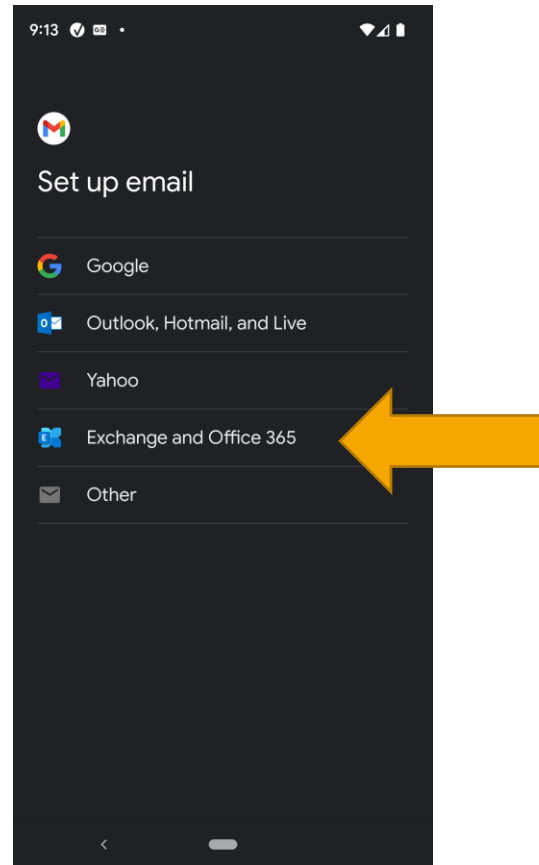 9:13
Set up email
Google
Outlook, Hotmail, and Live
Yahoo
Exchange and Office 365
Other